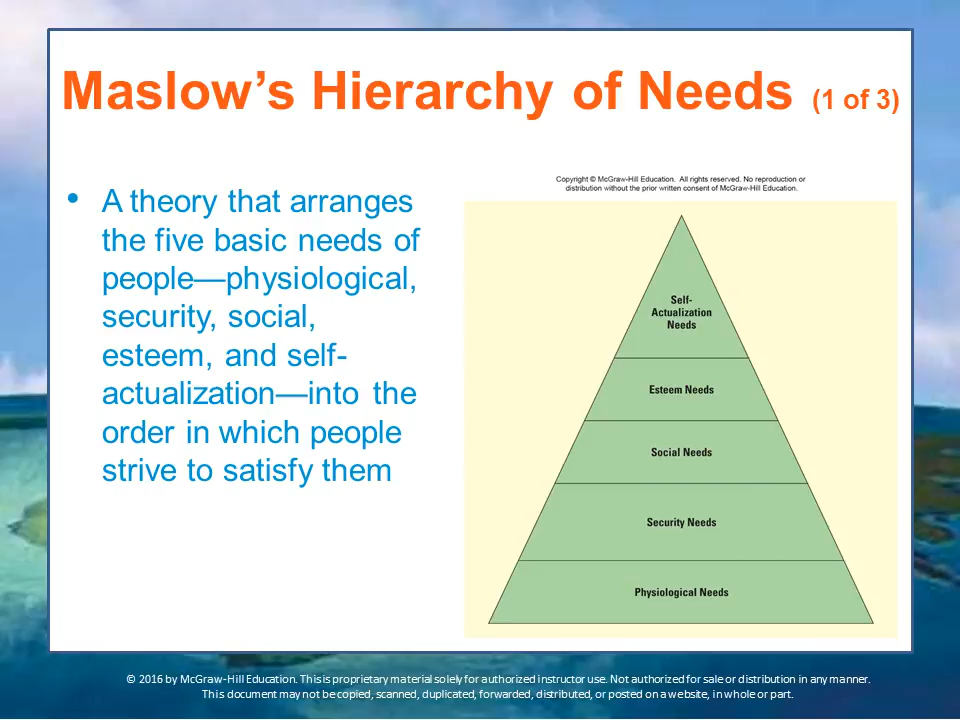 Maslow’s Hierarchy of Needs (1 of 3)
• A theory that arranges
the five basic needs of
people—physiological,
security, social,
esteem, and self-
actualization—into the
order in which people
strive to satisfy them
Copyright © McGraw-Hill Education. All rights reserved. No reproduction or
distribution without the prior written consent of McGraw-Hill Education.
Self-
Actualization
Needs
Esteem Needs
Social Needs
Security Needs
Physiological Needs
© 2016 by McGraw-Hill Education. This is proprietary material solely for authorized instructor use. Not authorized for sale or distribution in any manner.
This document may not be copied, scanned, duplicated, forwarded, distributed, or posted on a website, in whole or part.